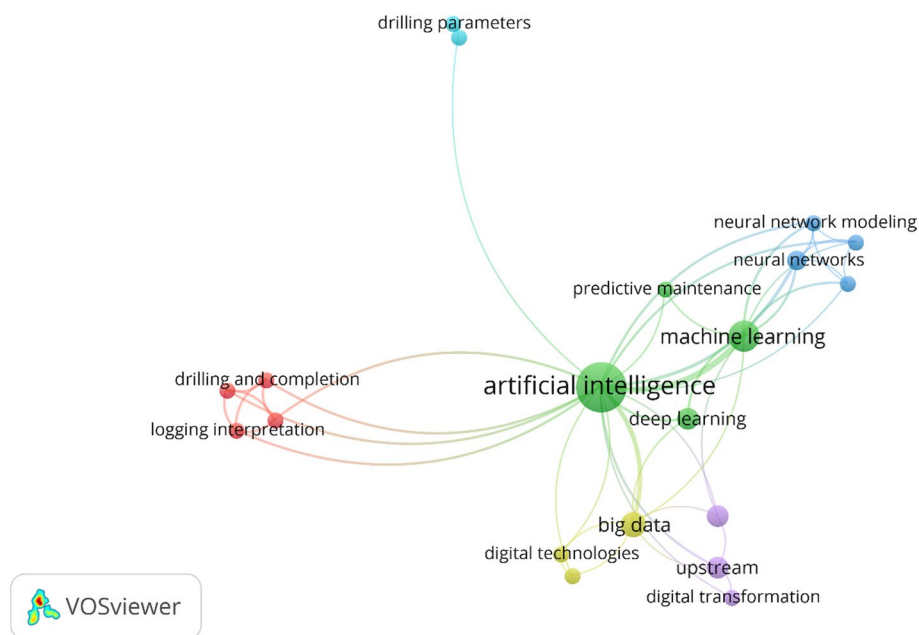 drilling parameters
neural network modeling
neural networks
predictive maintenance
machine learning
drilling and completion
artificial intelligence
logging interpretation
deep learning
big data
digital technologies
upstream
digital transformation
VOSviewer